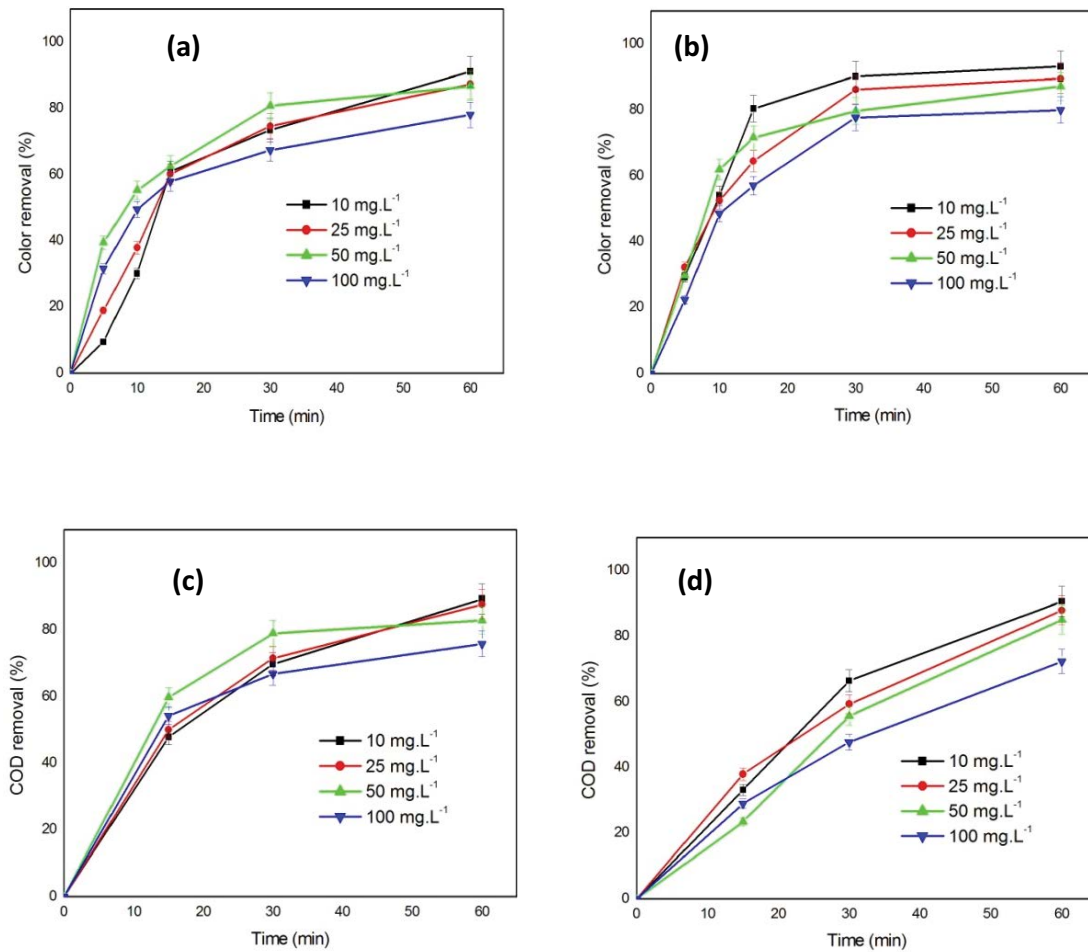 (a)
Color removal (%)
100
80
60
40
20
0
10 mg.L⁻¹
25 mg.L⁻¹
50 mg.L⁻¹
100 mg.L⁻¹
0 10 20 30 40 50 60
Time (min)
(b)
Color removal (%)
100
80
60
40
20
0
10 mg.L⁻¹
25 mg.L⁻¹
50 mg.L⁻¹
100 mg.L⁻¹
0 10 20 30 40 50 60
Time (min)
(c)
COD removal (%)
100
80
60
40
20
0
10 mg.L⁻¹
25 mg.L⁻¹
50 mg.L⁻¹
100 mg.L⁻¹
0 10 20 30 40 50 60
Time (min)
(d)
COD removal (%)
100
80
60
40
20
0
10 mg.L⁻¹
25 mg.L⁻¹
50 mg.L⁻¹
100 mg.L⁻¹
0 10 20 30 40 50 60
Time (min)